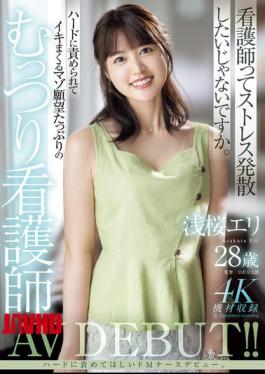 看護師ってストレス発散
したいじゃないですか。
ハードに責められて
イキまくるマゾ願望たっぷりの
むっつり看護師
浅桜エリ
Asakura Eri
28歳
4K
機材収録
JAVHD
AV DEBUT!!
ハードに責めてほしいドMナースデビュー。